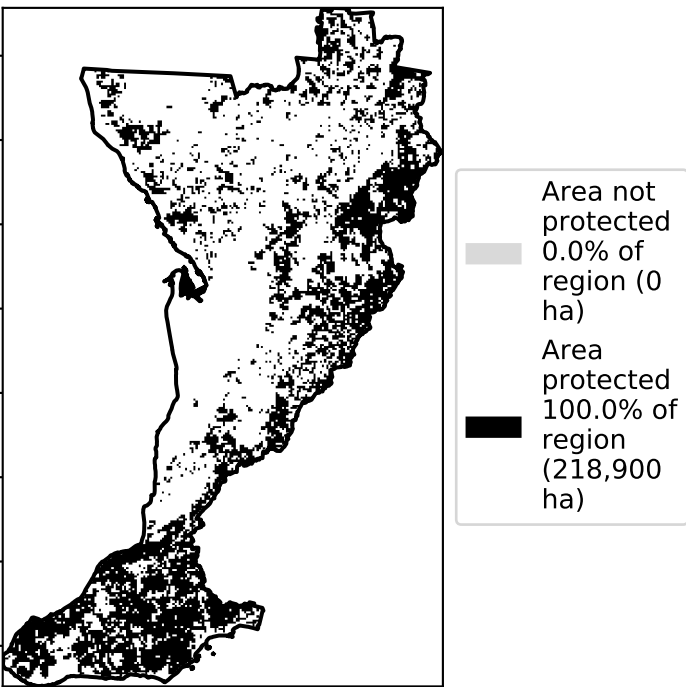 Area not
protected
0.0% of
region (0
ha)
Area
protected
100.0% of
region
(218,900
ha)